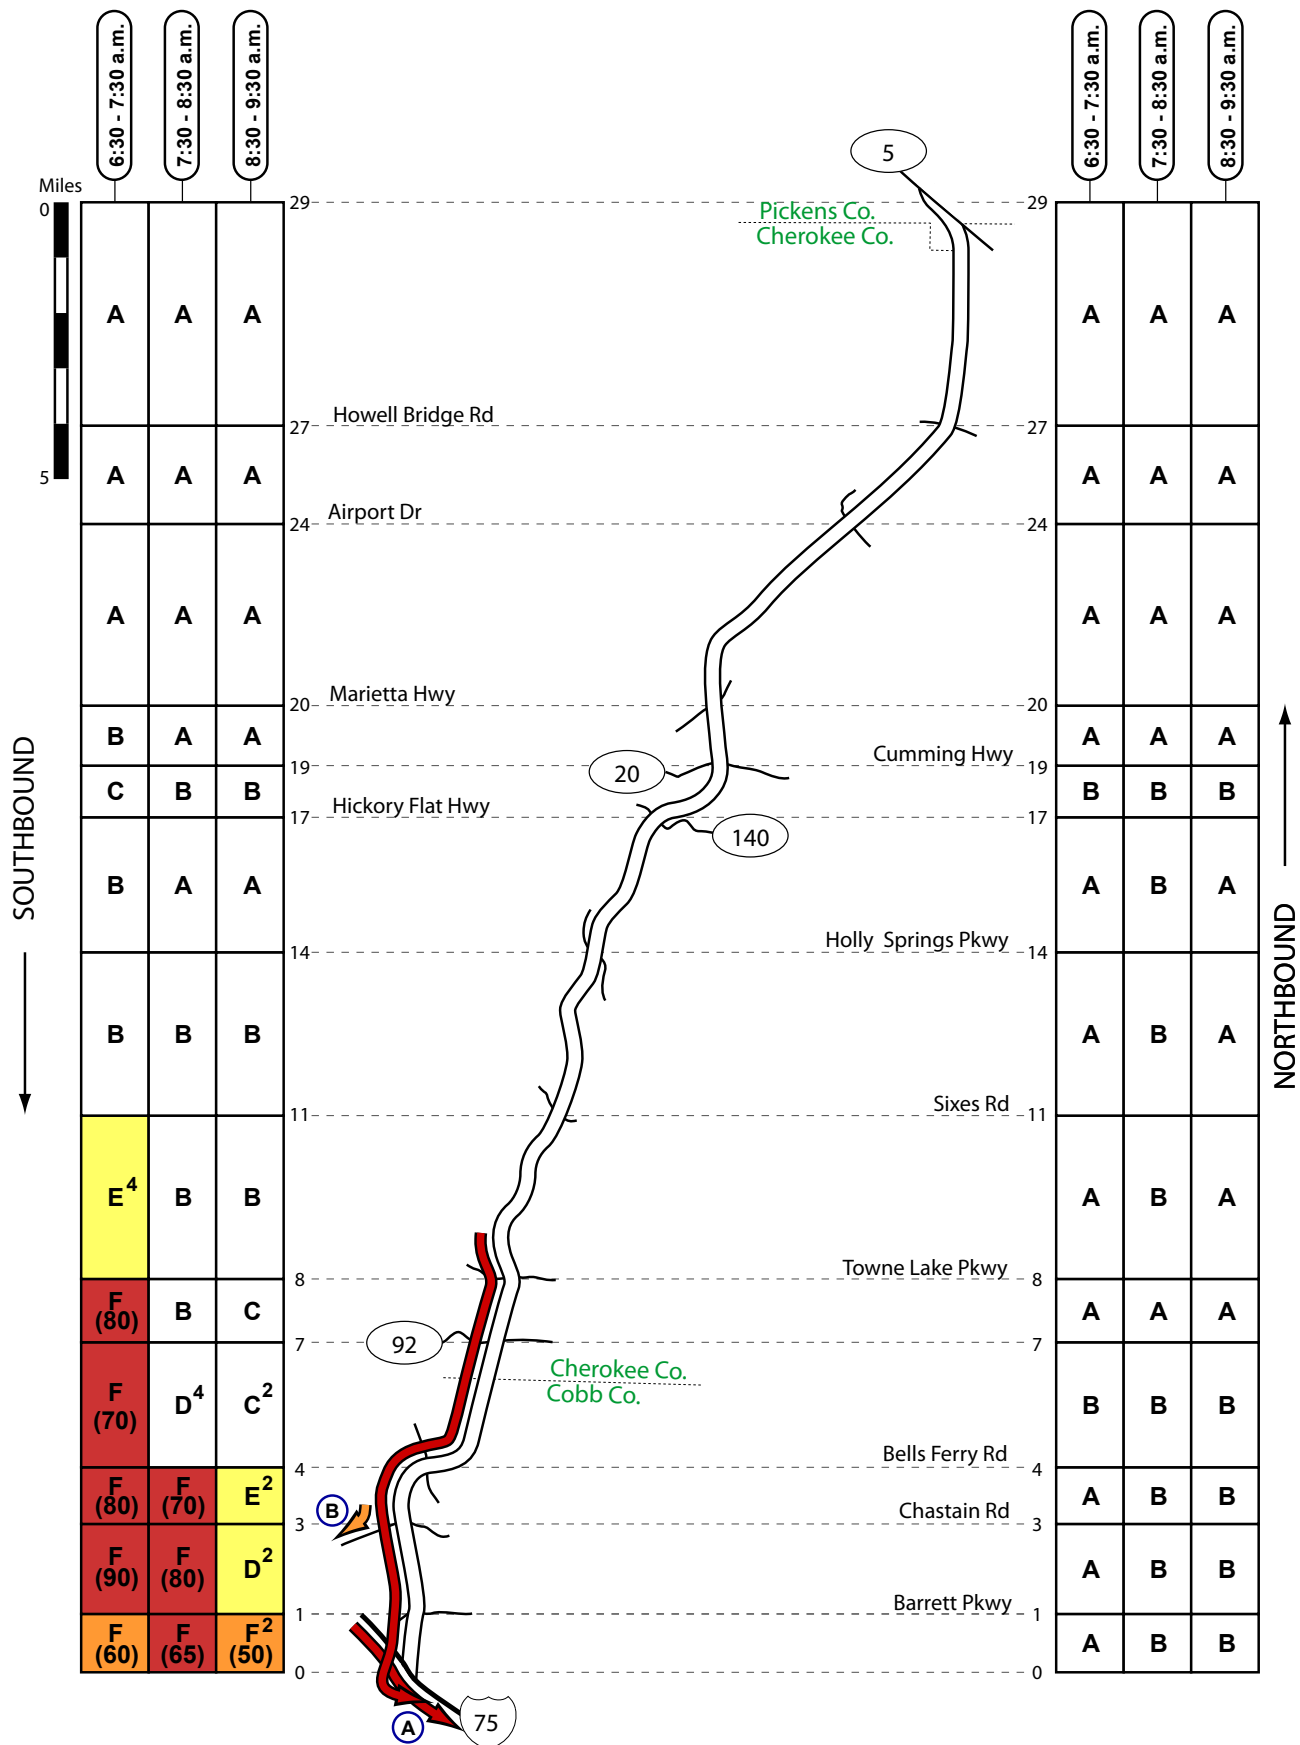 6:30 - 7:30 a.m. 7:30 - 8:30 a.m. 8:30 - 9:30 a.m. 6:30 - 7:30 a.m. 7:30 - 8:30 a.m. 8:30 - 9:30 a.m.
5
Miles
0 29 29
Pickens Co.
Cherokee Co.
A A A A A A
Howell Bridge Rd
27 27
5 A A A A A A
Airport Dr
24 24
A A A A A A
Marietta Hwy
20 20
B A A A A A
Cumming Hwy
19 20 19
C B B B B B
Hickory Flat Hwy
17 17
140
SOUTHBOUND
B A A A B A
Holly Springs Pkwy
14 14
NORTHBOUND
B B B A B A
Sixes Rd
11 11
E4 B B A B A
Towne Lake Pkwy
8 8
F (80) B C A A A
7 92 7
Cherokee Co.
Cobb Co.
F (70) D4 C2 B B B
Bells Ferry Rd
4 4
F (80) F (70) E2 A B B
B Chastain Rd
3 3
F (90) F (80) D2 A B B
Barrett Pkwy
1 1
F (60) F (65) F2 (50) A B B
0 0
A 75